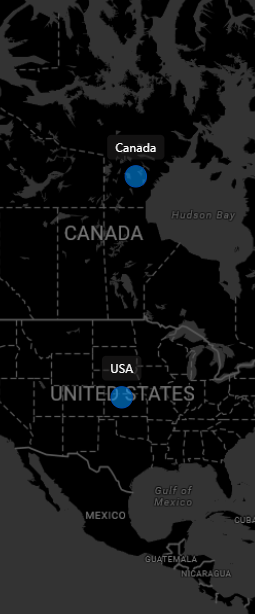 Canada
CANADA
Hudson Bay
USA
UNITED STATES
Gulf of
Mexico
MEXICO
CUBA
GUATEMALA
NICARAGUA